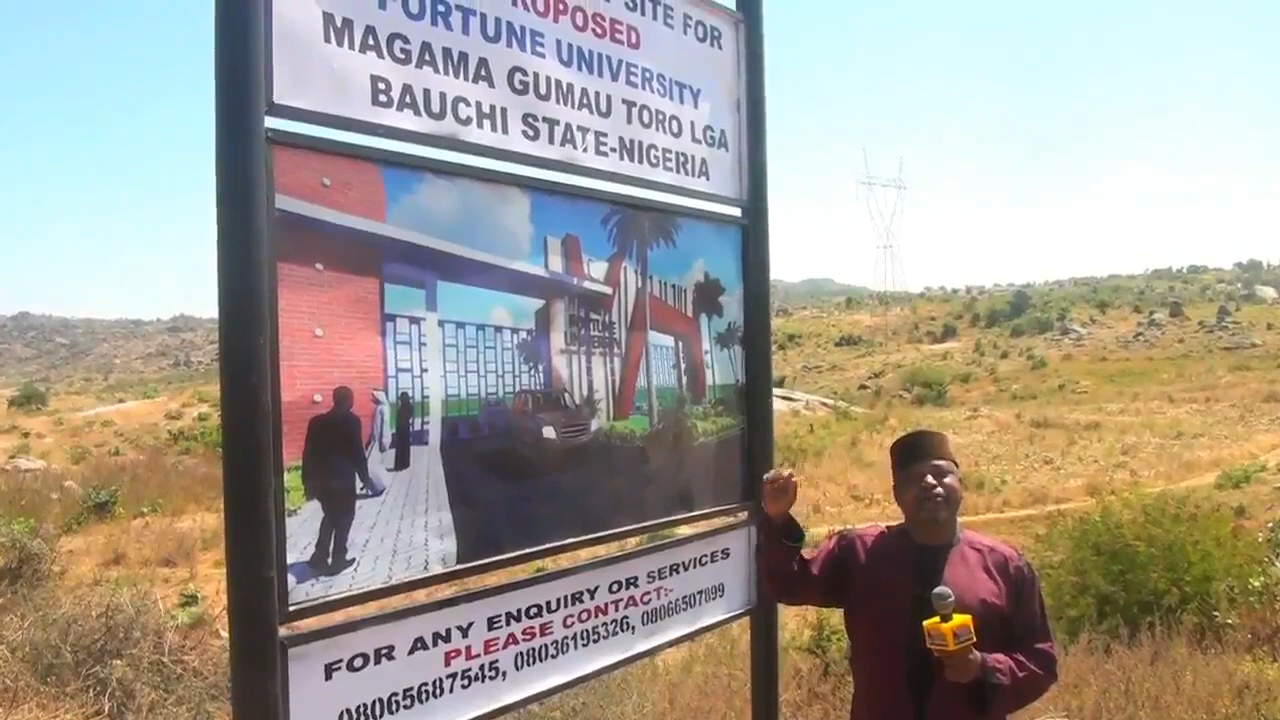 SITE FOR
PROPOSED
FORTUNE UNIVERSITY
MAGAMA GUMAU TORO LGA
BAUCHI STATE-NIGERIA
FORTUNE
UNIVERSITY
FOR ANY ENQUIRY OR SERVICES
PLEASE CONTACT:-
08065687545, 08036195326, 08066507899